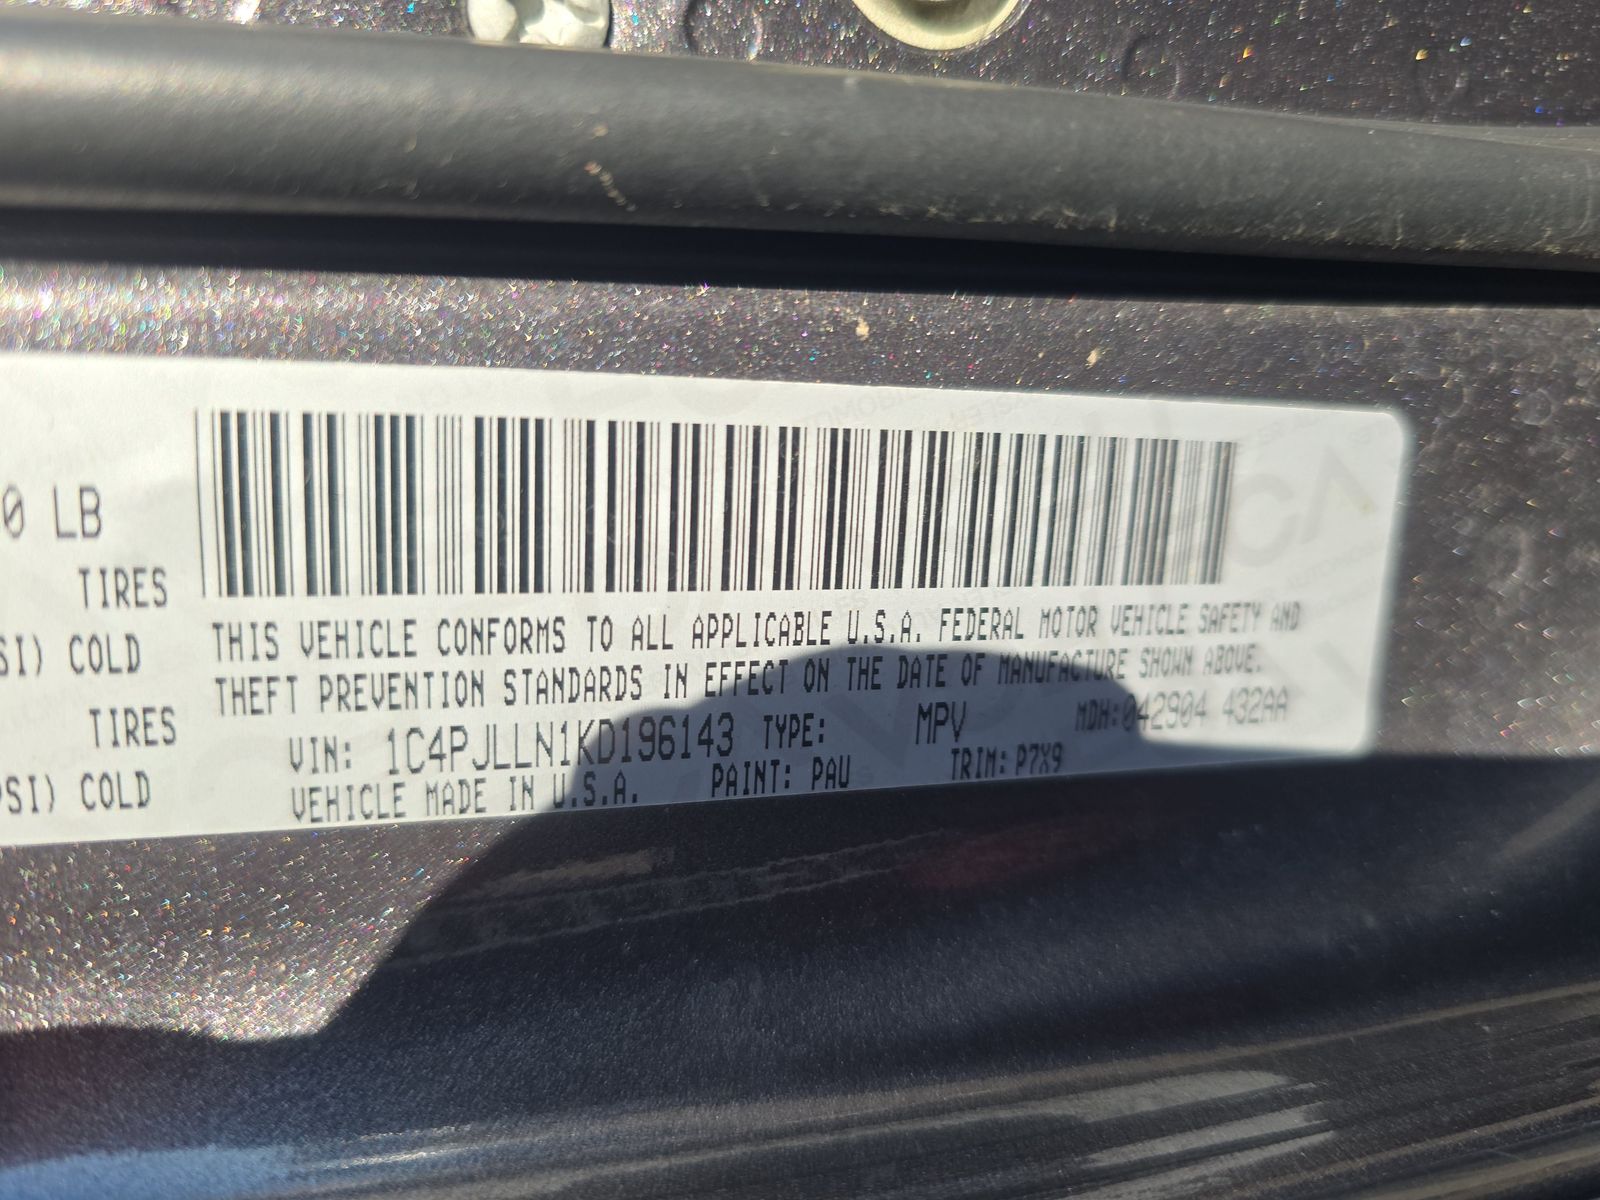 0 LB
TIRES
SI) COLD
TIRES
PSI) COLD
THIS VEHICLE CONFORMS TO ALL APPLICABLE U.S.A. FEDERAL MOTOR VEHICLE SAFETY AND
THEFT PREVENTION STANDARDS IN EFFECT ON THE DATE OF MANUFACTURE SHOWN ABOVE.
VIN: 1C4PJLLN1KD196143 TYPE: MPV MDH:042904 432AA
VEHICLE MADE IN U.S.A. PAINT: PAU TRIM: P7X9